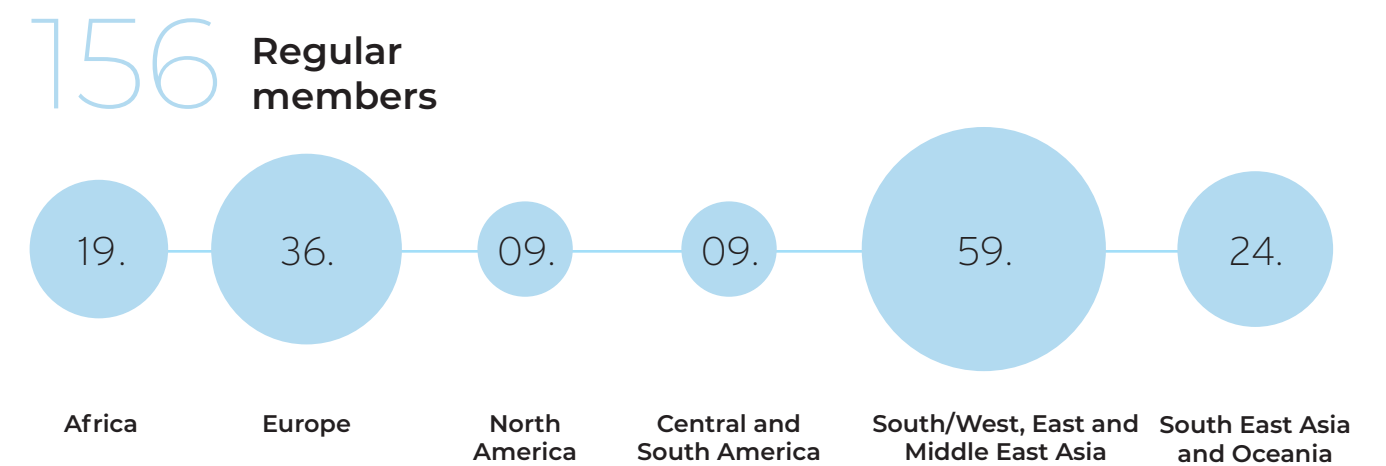 156
Regular
members
19.
36.
09.
09.
59.
24.
Africa
Europe
North
America
Central and
South America
South/West, East and
Middle East Asia
South East Asia
and Oceania